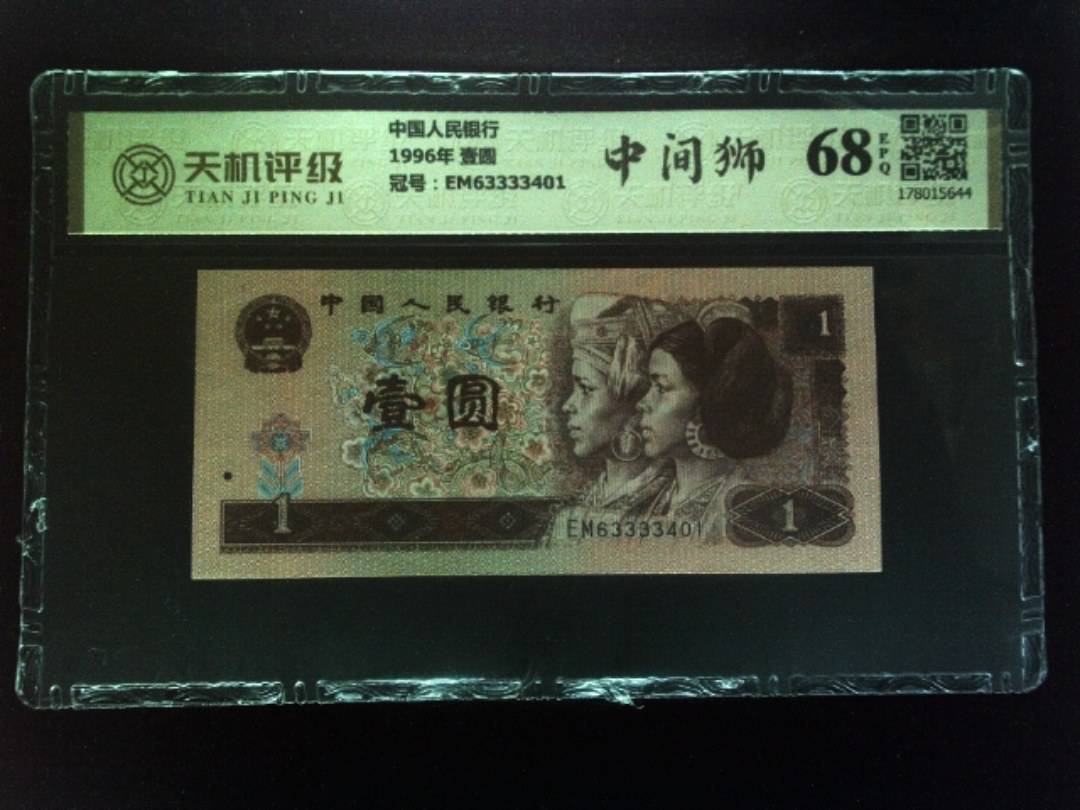 天机评级
TIAN JI PING JI
中国人民银行
1996年 壹圆
冠号：EM63333401
中间狮
68
EPQ
178015644
中国人民银行
壹圆
1
1
EM63333401
1